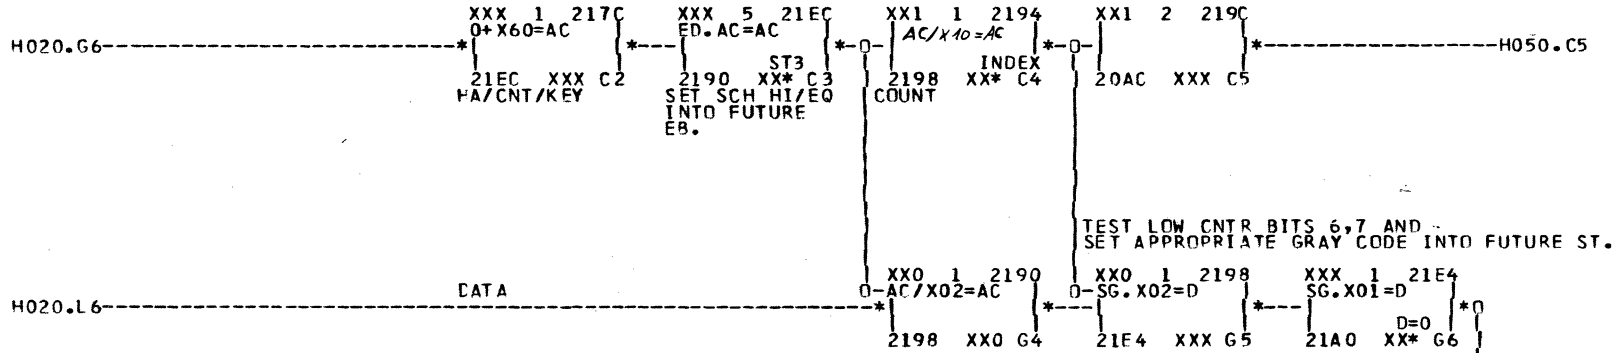 XXX 1 217C XXX 5 21EC XX1 1 2194 XX1 2 219C
0+X60=AC ED.AC=AC AC/X10=AC
H020.G6 * *---- *-O- *-O- *---------------H050.C5
ST3 INDEX
21EC XXX C2 2190 XX* C3 2198 XX* C4 20AC XXX C5
HA/CNT/KEY SET SCH HI/EQ COUNT
INTO FUTURE
EB.
TEST LOW CNTR BITS 6,7 AND
SET APPROPRIATE GRAY CODE INTO FUTURE ST.
XX0 1 2190 XX0 1 2198 XXX 1 21E4
DATA O-AC/X02=AC O-SG.X02=D SG.X01=D
H020.L6 * *---- *---- *O
D=0
2198 XX0 G4 21E4 XXX G5 21A0 XX* G6